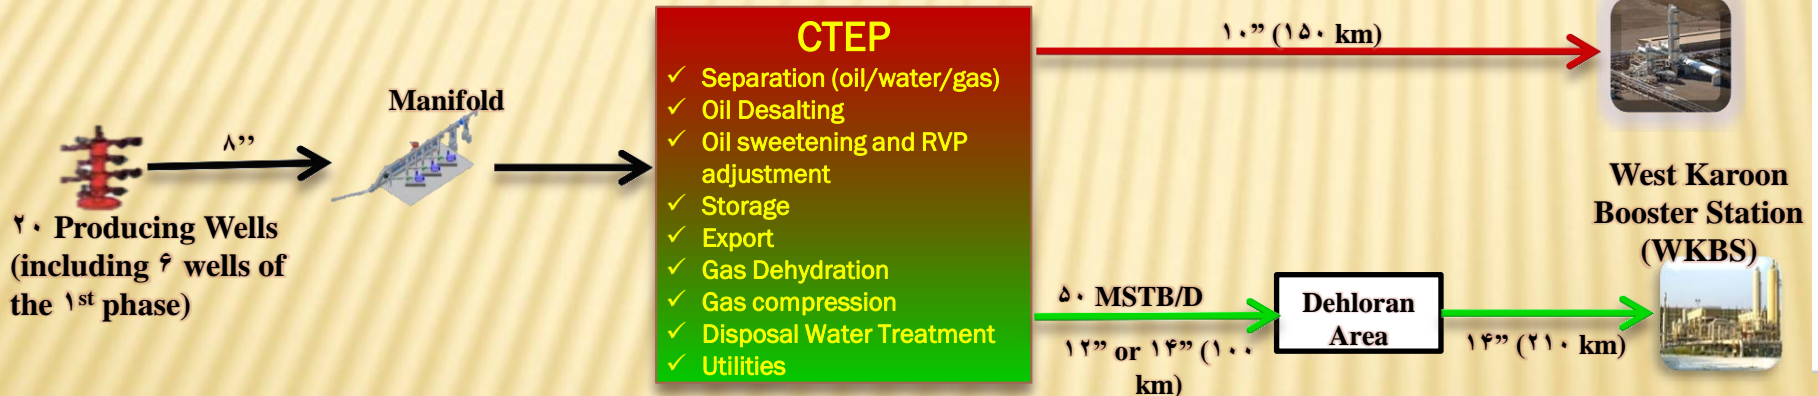 ۸’’
Manifold
۲۰ Producing Wells
(including ۶ wells of
the ۱st phase)
CTEP
✓ Separation (oil/water/gas)
✓ Oil Desalting
✓ Oil sweetening and RVP
adjustment
✓ Storage
✓ Export
✓ Gas Dehydration
✓ Gas compression
✓ Disposal Water Treatment
✓ Utilities
۱۰” (۱۵۰ km)
West Karoon
Booster Station
(WKBS)
۵۰ MSTB/D
۱۲” or ۱۴” (۱۰۰
km)
Dehloran
Area
۱۴” (۲۱۰ km)